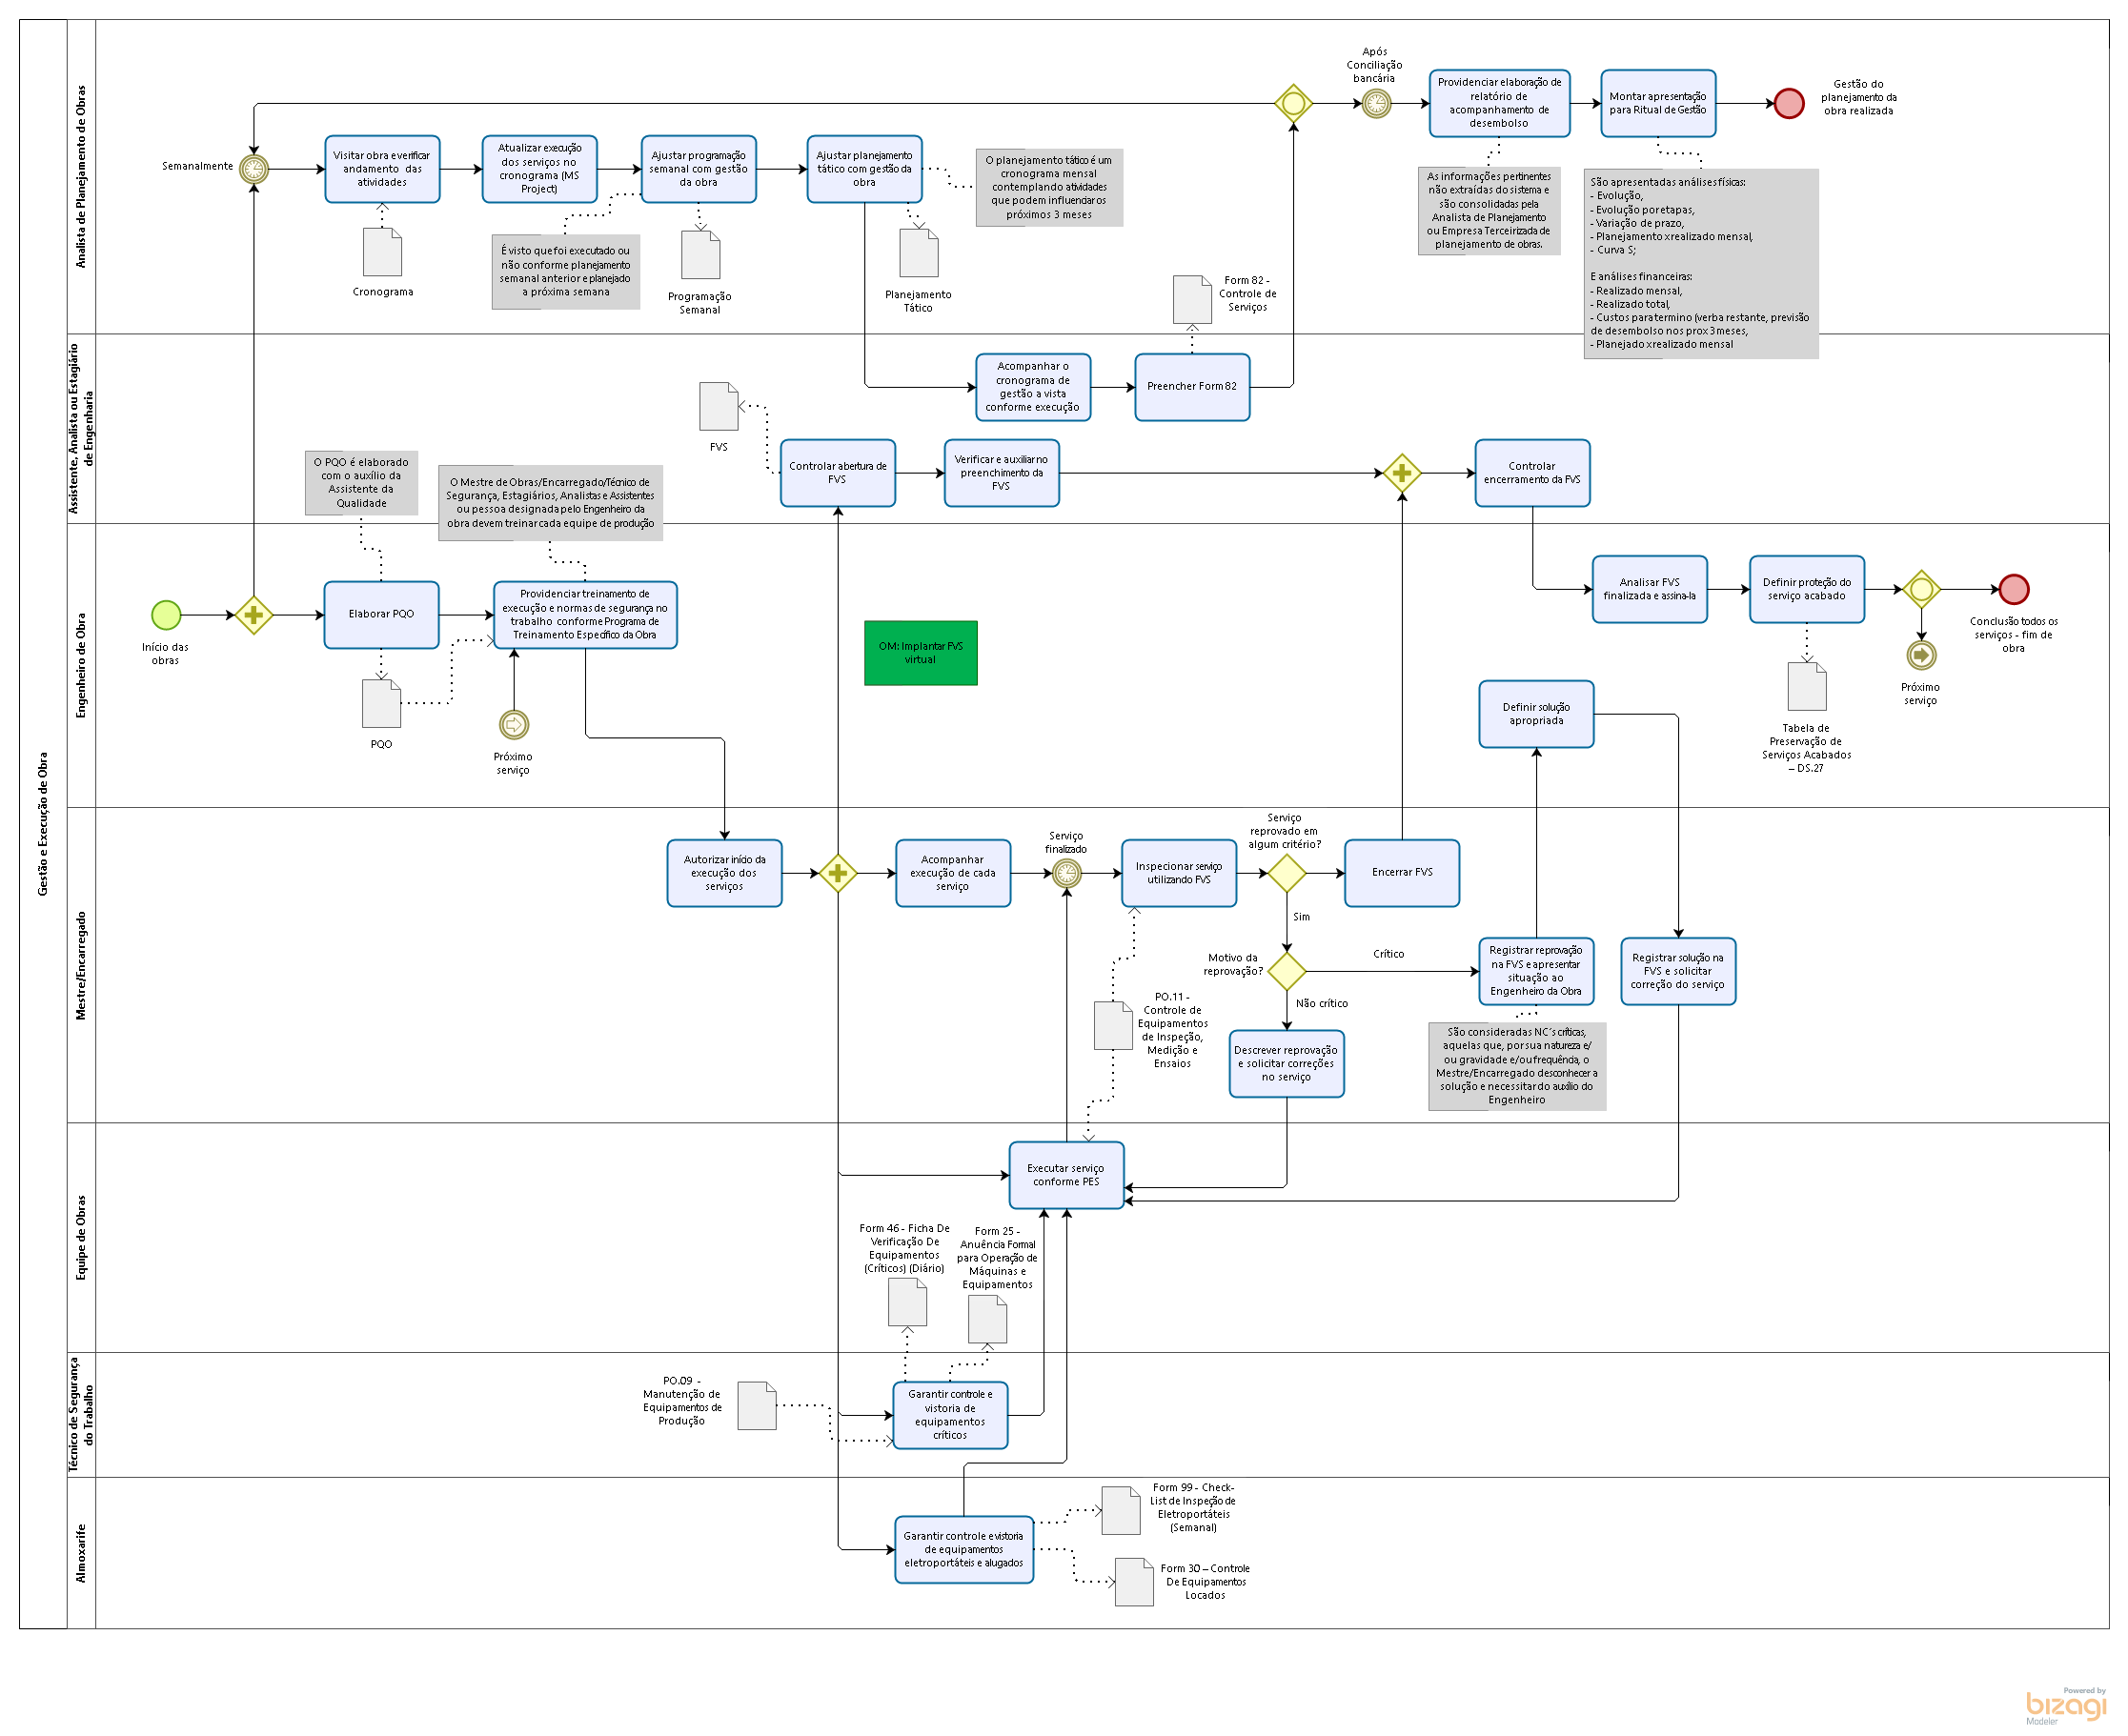 Gestão e Execução de Obra
Analista de Planejamento de Obras
Semanalmente
Visitar obra e verificar
andamento das
atividades
Cronograma
Atualizar execução
dos serviços no
cronograma (MS
Project)
Ajustar programação
semanal com gestão
da obra
É visto que foi executado ou
não conforme planejamento
semanal anterior e planejado
a próxima semana
Programação
Semanal
Ajustar planejamento
tático com gestão da
obra
Planejamento
Tático
O planejamento tático é um
cronograma mensal
contemplando atividades
que podem influenciar os
próximos 3 meses
Após
Conciliação
bancária
Providenciar elaboração de
relatório de
acompanhamento de
desembolso
As informações pertinentes
não extraídas do sistema e
são consolidadas pela
Analista de Planejamento
ou Empresa Terceirizada de
planejamento de obras.
Montar apresentação
para Ritual de Gestão
São apresentadas análises físicas:
- Evolução,
- Evolução por etapas,
- Variação de prazo,
- Planejamento x realizado mensal,
- Curva S;
E análises financeiras:
- Realizado mensal,
- Realizado total,
- Custos para termino (verba restante, previsão
de desembolso nos prox 3 meses,
- Planejado x realizado mensal
Gestão do
planejamento da
obra realizada
Assistente, Analista ou Estagiário
de Engenharia
Form 82 -
Controle de
Serviços
Acompanhar o
cronograma de
gestão a vista
conforme execução
Preencher Form 82
FVS
Controlar abertura de
FVS
Verificar e auxiliar no
preenchimento da
FVS
Controlar
encerramento da FVS
Engenheiro de Obra
O PQO é elaborado
com o auxílio da
Assistente da
Qualidade
O Mestre de Obras/Encarregado/Técnico de
Segurança, Estagiários, Analistas e Assistentes
ou pessoa designada pelo Engenheiro da
obra devem treinar cada equipe de produção
Início das
obras
Elaborar PQO
PQO
Providenciar treinamento de
execução e normas de segurança no
trabalho conforme Programa de
Treinamento Específico da Obra
Próximo
serviço
OM: Implantar FVS
virtual
Analisar FVS
finalizada e assina-la
Definir proteção do
serviço acabado
Tabela de
Preservação de
Serviços Acabados
– DS.27
Próximo
serviço
Conclusão todos os
serviços - fim de
obra
Definir solução
apropriada
Mestre/Encarregado
Autorizar início da
execução dos
serviços
Acompanhar
execução de cada
serviço
Serviço
finalizado
Inspecionar serviço
utilizando FVS
Serviço
reprovado em
algum critério?
Encerrar FVS
Sim
Motivo da
reprovação?
Crítico
Não crítico
Registrar reprovação
na FVS e apresentar
situação ao
Engenheiro da Obra
Registrar solução na
FVS e solicitar
correção do serviço
PO.11 -
Controle de
Equipamentos
de Inspeção,
Medição e
Ensaios
Descrever reprovação
e solicitar correções
no serviço
São consideradas NC´s críticas,
aquelas que, por sua natureza e/
ou gravidade e/ou frequência, o
Mestre/Encarregado desconhecer a
solução e necessitar do auxílio do
Engenheiro
Equipe de Obras
Executar serviço
conforme PES
Form 46 - Ficha De
Verificação De
Equipamentos
(Críticos) (Diário)
Form 25 -
Anuência Formal
para Operação de
Máquinas e
Equipamentos
Técnico de Segurança
do Trabalho
PO.09 -
Manutenção de
Equipamentos de
Produção
Garantir controle e
vistoria de
equipamentos
críticos
Almoxarife
Garantir controle e vistoria
de equipamentos
eletroportáteis e alugados
Form 99 - Check-
List de Inspeção de
Eletroportáteis
(Semanal)
Form 30 – Controle
De Equipamentos
Locados
Powered by
bizagi
Modeler